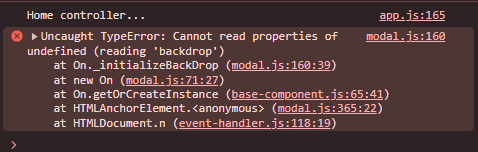 Home controller... app.js:165
Uncaught TypeError: Cannot read properties of modal.js:160
undefined (reading 'backdrop')
at On._initializeBackDrop (modal.js:160:39)
at new On (modal.js:71:27)
at On.getOrCreateInstance (base-component.js:65:41)
at HTMLAnchorElement.<anonymous> (modal.js:365:22)
at HTMLDocument.n (event-handler.js:118:19)